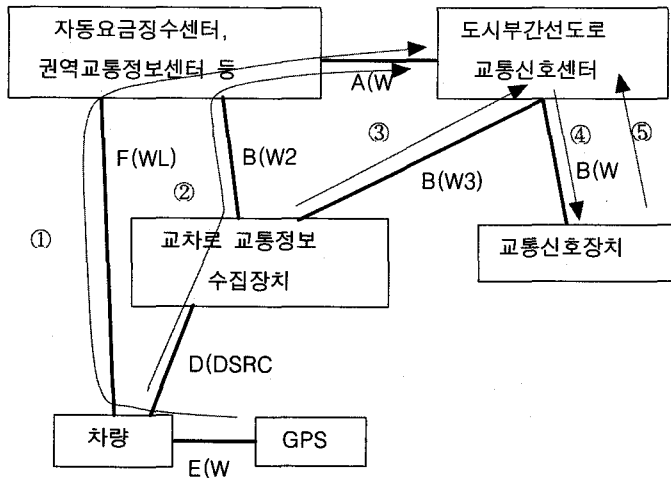 자동요금징수센터,
권역교통정보센터 등
도시부간선도로
교통신호센터
A(W
③
④
⑤
F(WL)
B(W2
②
B(W3)
B(W
①
교차로 교통정보
수집장치
교통신호장치
D(DSRC
차량
GPS
E(W